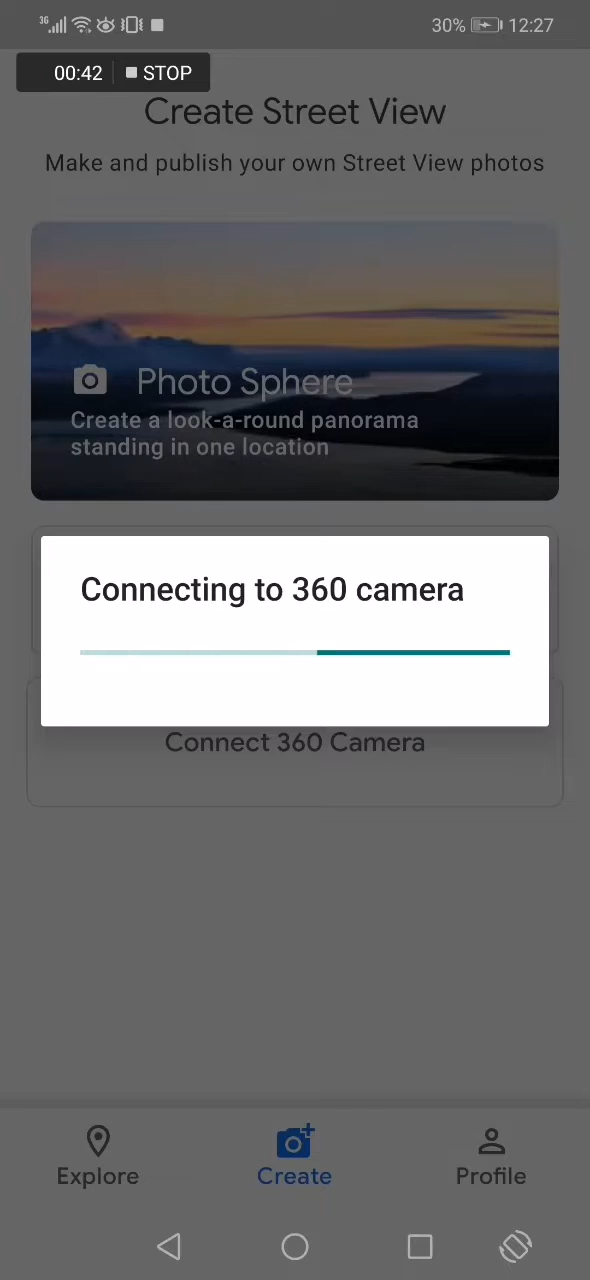 3G 30% 12:27
00:42 STOP
Create Street View
Make and publish your own Street View photos
Photo Sphere
Create a look-a-round panorama
standing in one location
Connecting to 360 camera
Connect 360 Camera
Explore Create Profile